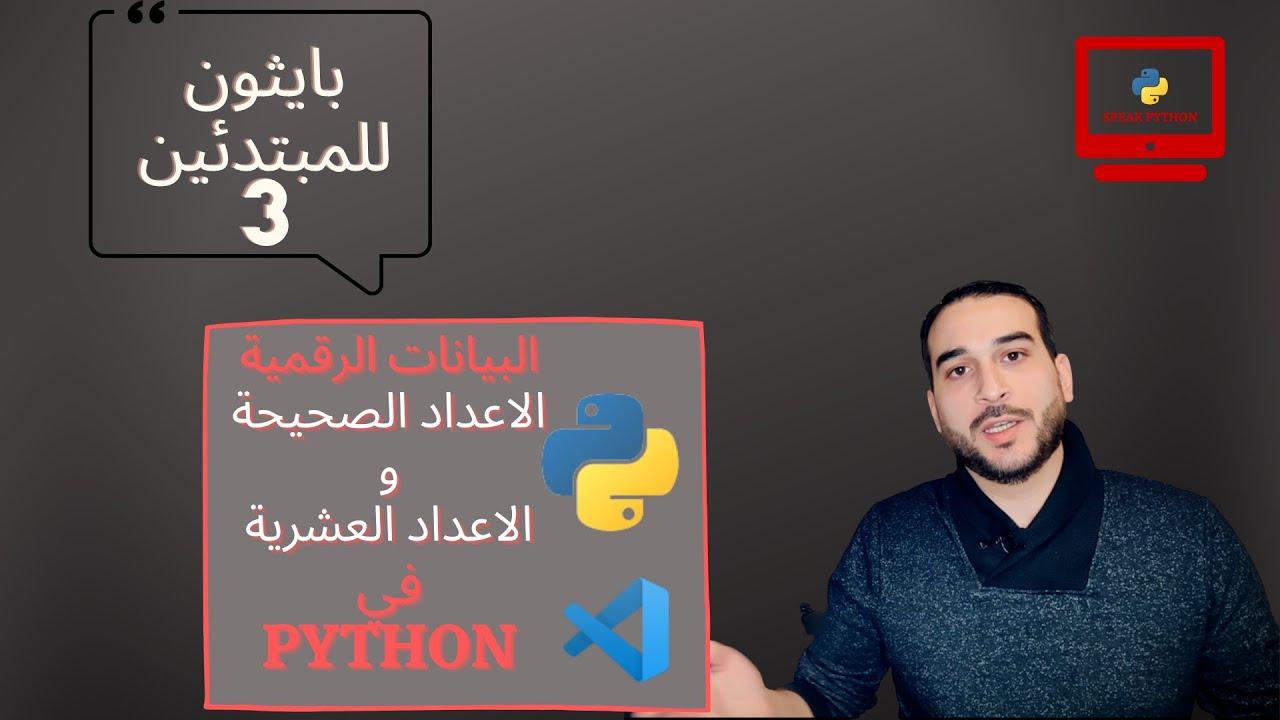 بايثون
للمبتدئين
3
SPEAK PYTHON
البيانات الرقمية
الاعداد الصحيحة
و
الاعداد العشرية
في
PYTHON